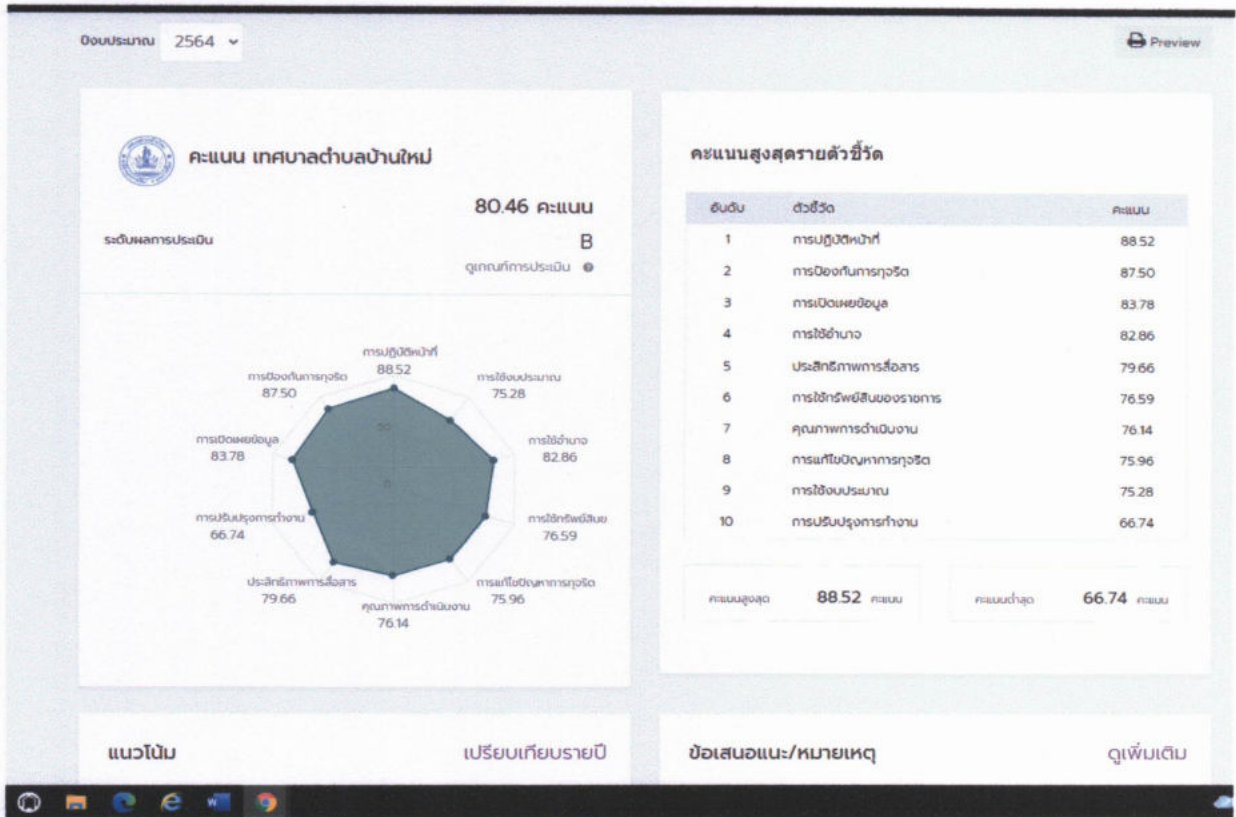 ปีงบประมาณ 2564
Preview
คะแนน เทศบาลตำบลบ้านใหม่
80.46 คะแนน
ระดับผลการประเมิน B
ดูเกณฑ์การประเมิน
การปฏิบัติหน้าที่
88.52
การป้องกันการทุจริต
87.50
การใช้งบประมาณ
75.28
การเปิดเผยข้อมูล
83.78
การใช้อำนาจ
82.86
50
0
การปรับปรุงการทำงาน
66.74
การใช้ทรัพย์สินข
76.59
ประสิทธิภาพการสื่อสาร
79.66
คุณภาพการดำเนินงาน
76.14
การแก้ไขปัญหาการทุจริต
75.96
คะแนนสูงสุดรายตัวชี้วัด
อันดับ ตัวชี้วัด คะแนน
1 การปฏิบัติหน้าที่ 88.52
2 การป้องกันการทุจริต 87.50
3 การเปิดเผยข้อมูล 83.78
4 การใช้อำนาจ 82.86
5 ประสิทธิภาพการสื่อสาร 79.66
6 การใช้ทรัพย์สินของราชการ 76.59
7 คุณภาพการดำเนินงาน 76.14
8 การแก้ไขปัญหาการทุจริต 75.96
9 การใช้งบประมาณ 75.28
10 การปรับปรุงการทำงาน 66.74
คะแนนสูงสุด 88.52 คะแนน
คะแนนต่ำสุด 66.74 คะแนน
แนวโน้ม เปรียบเทียบรายปี
ข้อเสนอแนะ/หมายเหตุ ดูเพิ่มเติม